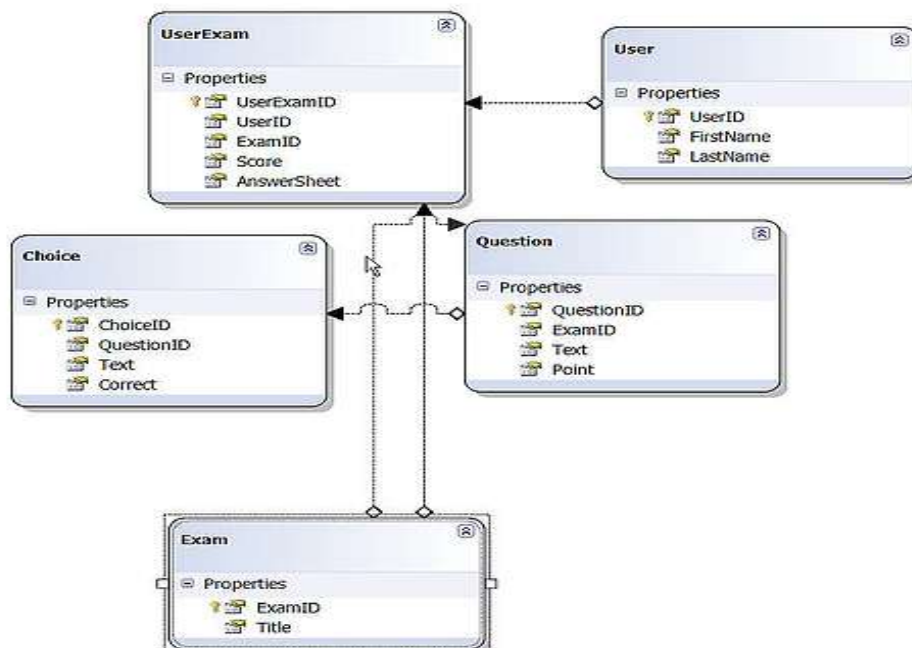 UserExam
Properties
UserExamID
UserID
ExamID
Score
AnswerSheet
User
Properties
UserID
FirstName
LastName
Choice
Properties
ChoiceID
QuestionID
Text
Correct
Question
Properties
QuestionID
ExamID
Text
Point
Exam
Properties
ExamID
Title